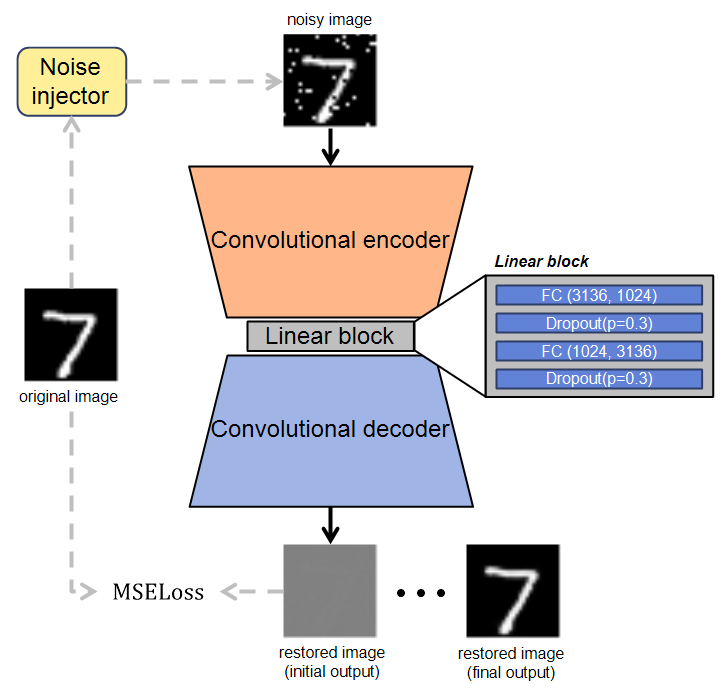 noisy image
Noise
injector
Convolutional encoder
Linear block
FC (3136, 1024)
Dropout(p=0.3)
FC (1024, 3136)
Dropout(p=0.3)
Linear block
original image
Convolutional decoder
MSELoss
restored image
(initial output)
restored image
(final output)